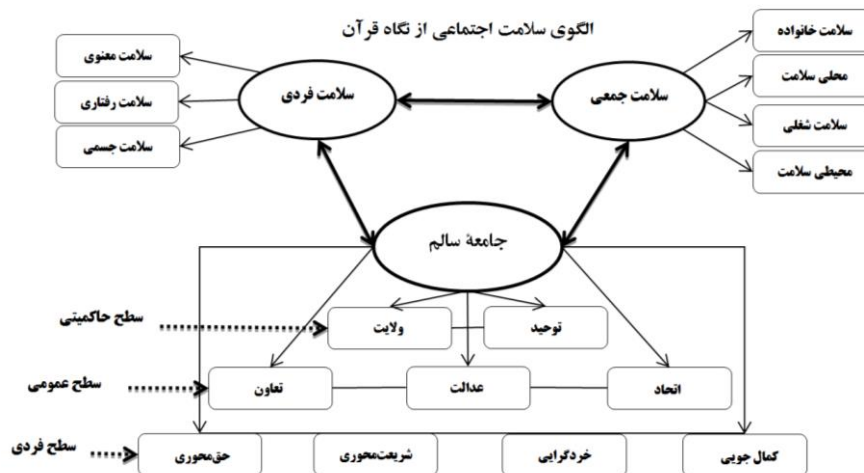 الگوی سلامت اجتماعی از نگاه قرآن
سلامت خانواده
محلی سلامت
سلامت شغلی
محیطی سلامت
سلامت جمعی
سلامت فردی
سلامت معنوی
سلامت رفتاری
سلامت جسمی
جامعهٔ سالم
سطح حاکمیتی
توحید
ولایت
سطح عمومی
اتحاد
عدالت
تعاون
سطح فردی
کمال جویی
خردگرایی
شریعت‌محوری
حق‌محوری